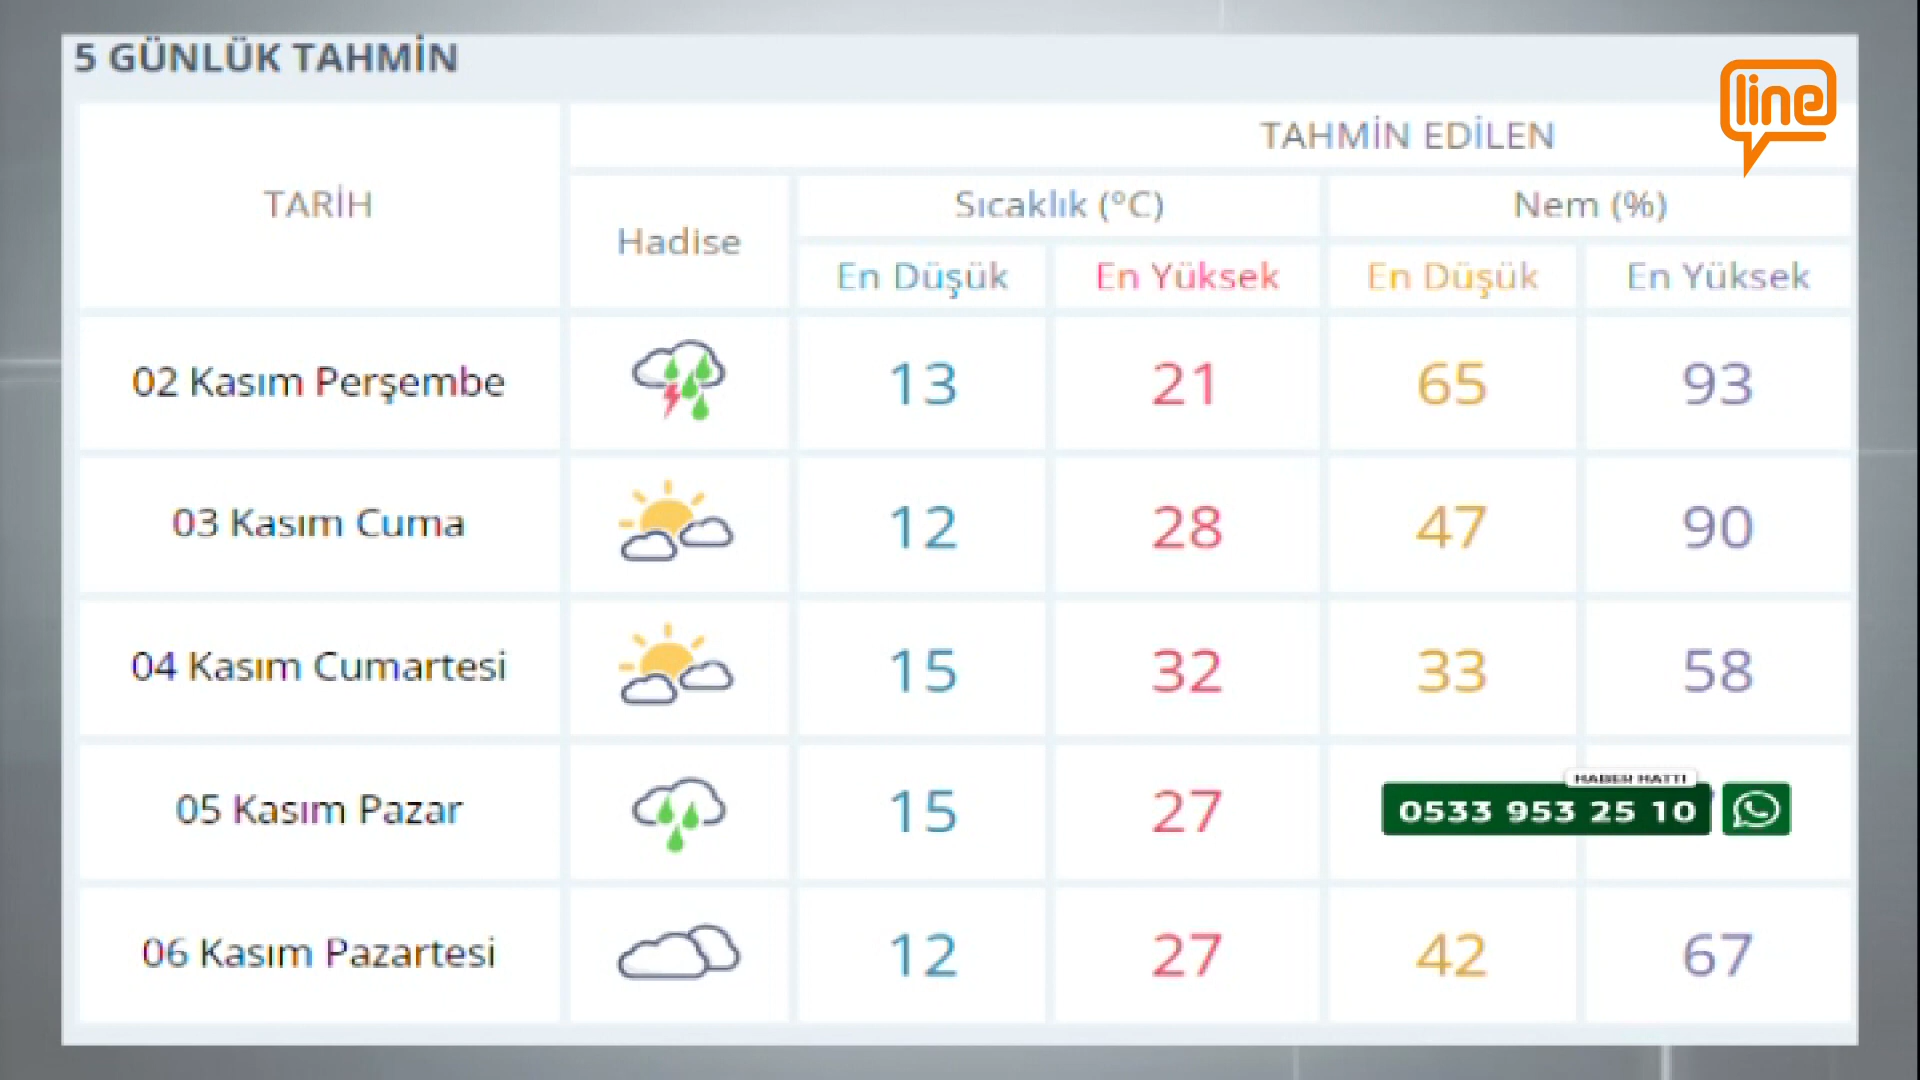 5 GÜNLÜK TAHMİN
line
TARİH
TAHMİN EDİLEN
Hadise
Sıcaklık (°C)
Nem (%)
En Düşük
En Yüksek
En Düşük
En Yüksek
02 Kasım Perşembe 13 21 65 93
03 Kasım Cuma 12 28 47 90
04 Kasım Cumartesi 15 32 33 58
05 Kasım Pazar 15 27
HABER HATTI
0533 953 25 10
06 Kasım Pazartesi 12 27 42 67